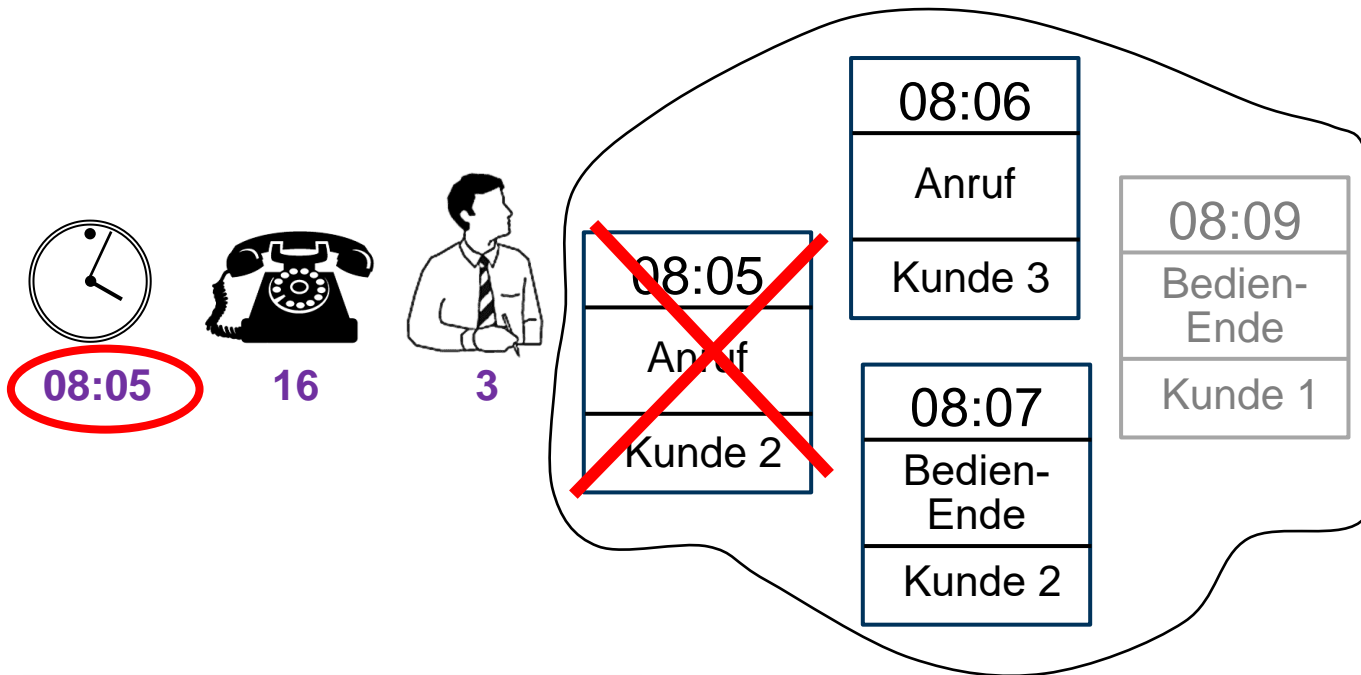 08:05
16
3
08:05
Anruf
Kunde 2
08:06
Anruf
Kunde 3
08:07
Bedien-
Ende
Kunde 2
08:09
Bedien-
Ende
Kunde 1